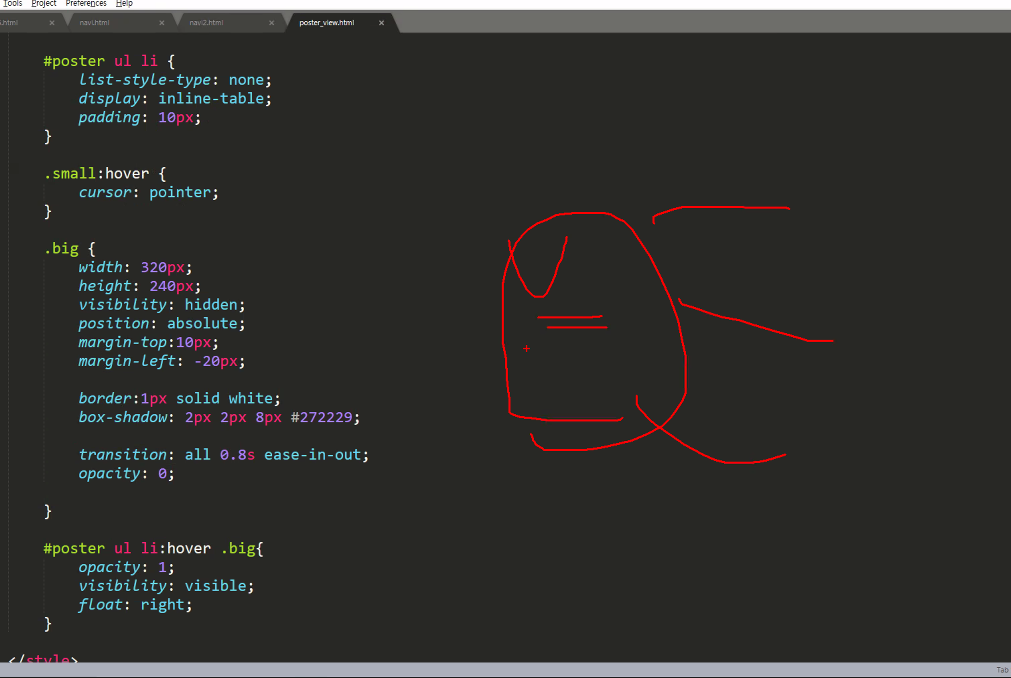 Tools Project Preferences Help
navi.html navi2.html poster_view.html
#poster ul li {
list-style-type: none;
display: inline-table;
padding: 10px;
}
.small:hover {
cursor: pointer;
}
.big {
width: 320px;
height: 240px;
visibility: hidden;
position: absolute;
margin-top:10px;
margin-left: -20px;
border:1px solid white;
box-shadow: 2px 2px 8px #272229;
transition: all 0.8s ease-in-out;
opacity: 0;
}
#poster ul li:hover .big{
opacity: 1;
visibility: visible;
float: right;
}
</style>
Tab